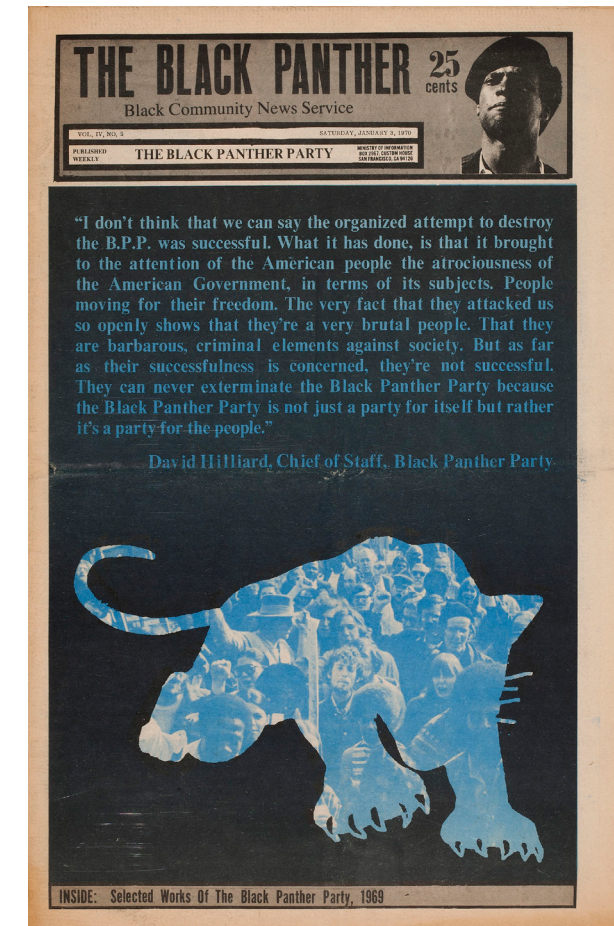 THE BLACK PANTHER
25
cents
Black Community News Service
VOL, IV, NO, 5
SATURDAY, JANUARY 3, 1970
PUBLISHED
WEEKLY
THE BLACK PANTHER PARTY
MINISTRY OF INFORMATION
BOX 2967, CUSTOM HOUSE
SAN FRANCISCO, CA 94126
“I don't think that we can say the organized attempt to destroy
the B.P.P. was successful. What it has done, is that it brought
to the attention of the American people the atrociousness of
the American Government, in terms of its subjects. People
moving for their freedom. The very fact that they attacked us
so openly shows that they're a very brutal people. That they
are barbarous, criminal elements against society. But as far
as their successfulness is concerned, they're not successful.
They can never exterminate the Black Panther Party because
the Black Panther Party is not just a party for itself but rather
it's a party for the people.”
David Hilliard, Chief of Staff, Black Panther Party
INSIDE: Selected Works Of The Black Panther Party, 1969